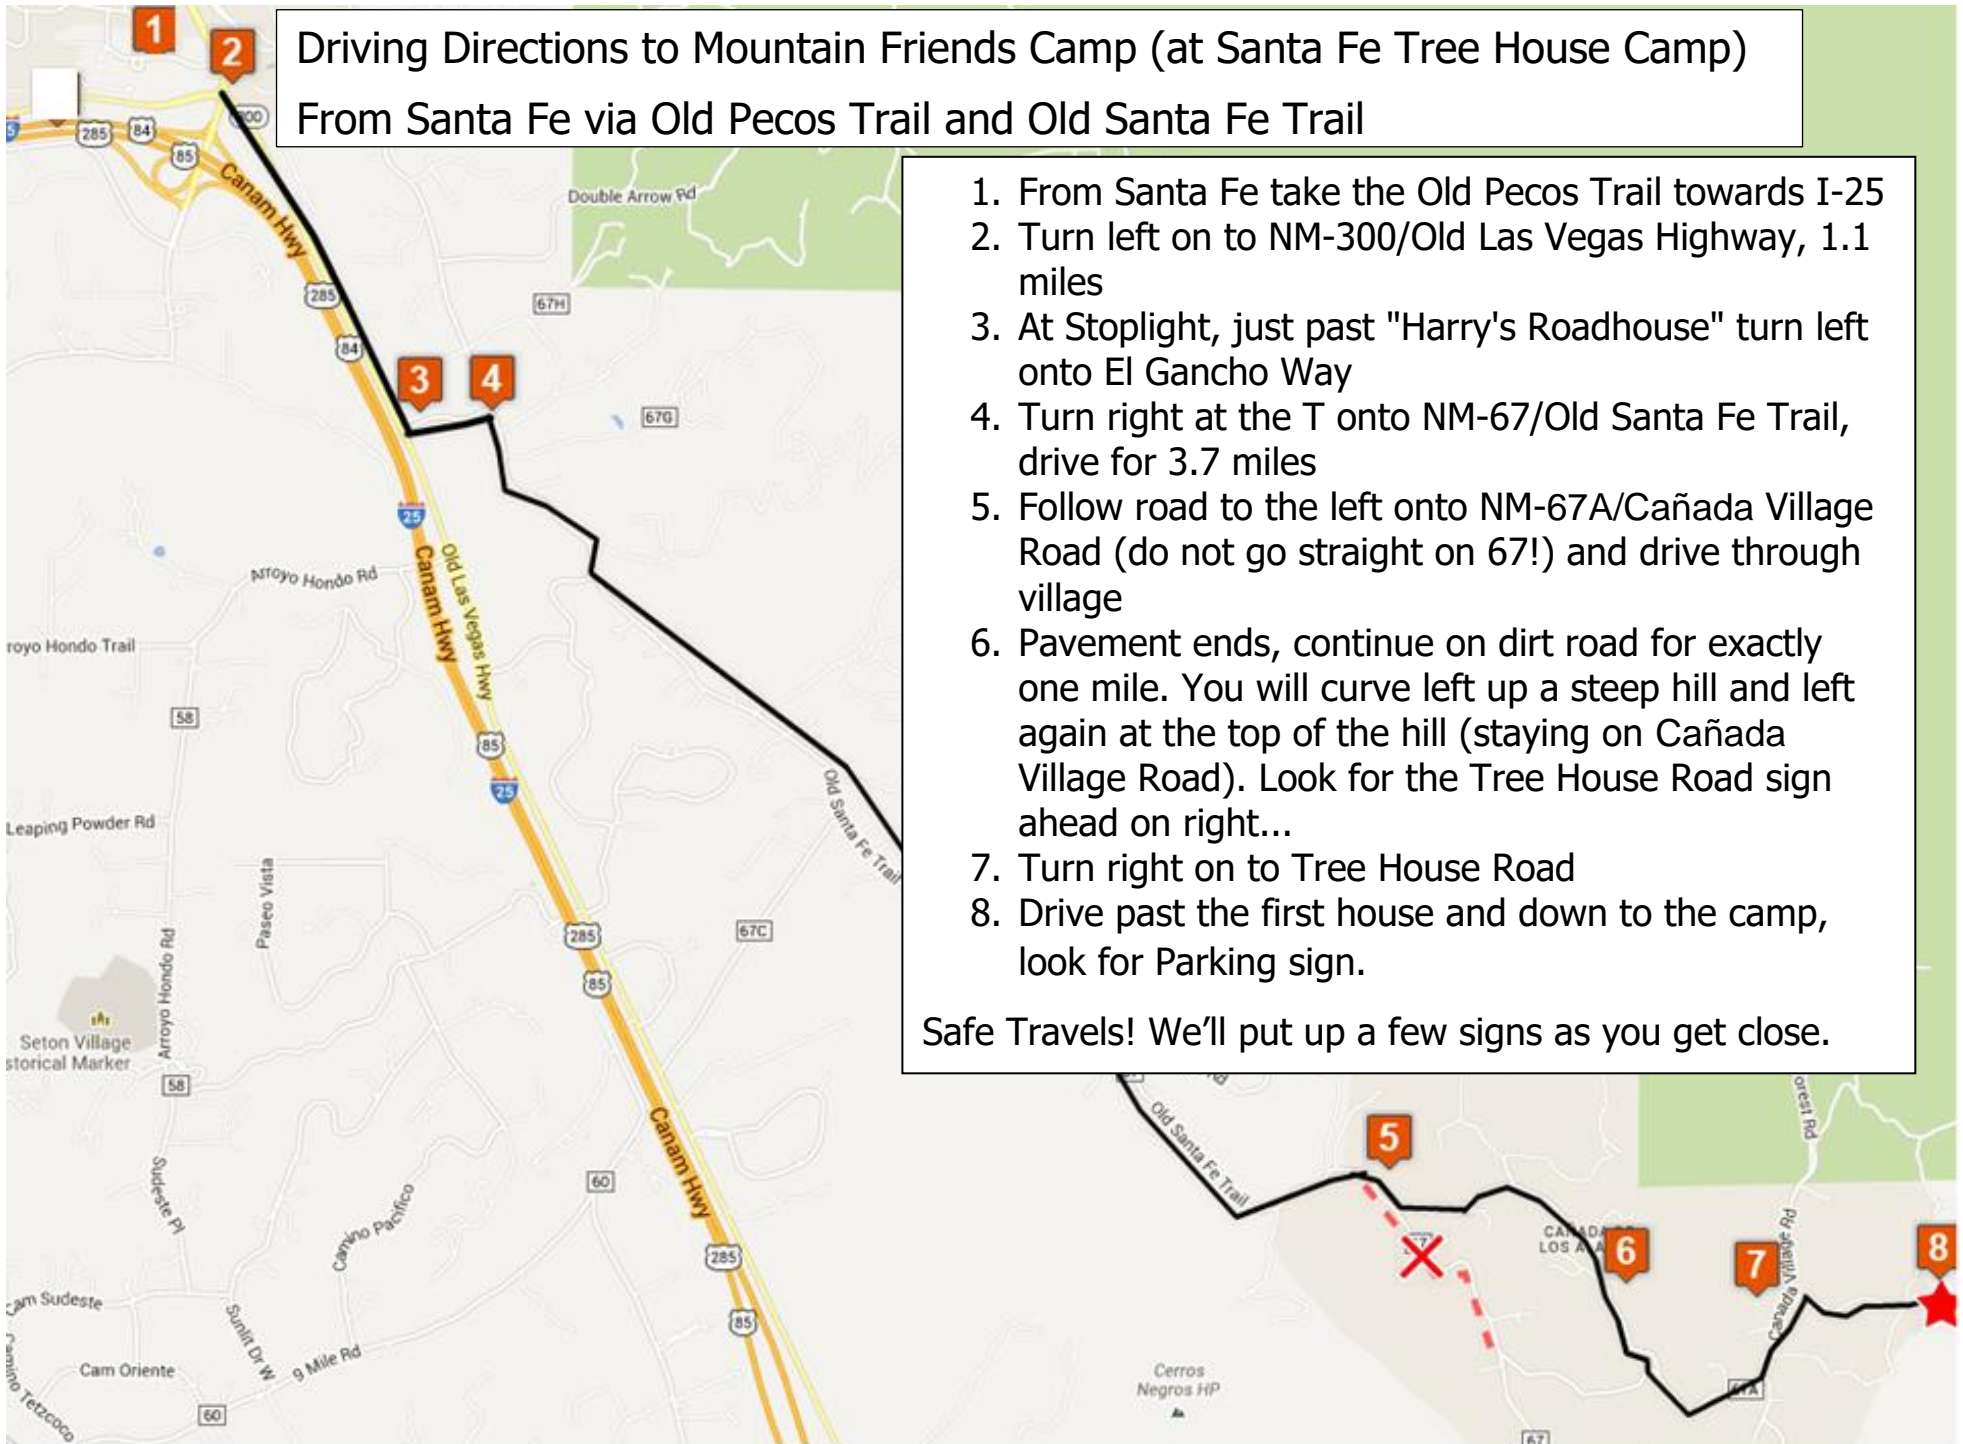 1
2
Driving Directions to Mountain Friends Camp (at Santa Fe Tree House Camp)
From Santa Fe via Old Pecos Trail and Old Santa Fe Trail
285
84
85
Canam Hwy
Double Arrow Rd
1. From Santa Fe take the Old Pecos Trail towards I-25
2. Turn left on to NM-300/Old Las Vegas Highway, 1.1
miles
3. At Stoplight, just past "Harry's Roadhouse" turn left
onto El Gancho Way
4. Turn right at the T onto NM-67/Old Santa Fe Trail,
drive for 3.7 miles
5. Follow road to the left onto NM-67A/Cañada Village
Road (do not go straight on 67!) and drive through
village
6. Pavement ends, continue on dirt road for exactly
one mile. You will curve left up a steep hill and left
again at the top of the hill (staying on Cañada
Village Road). Look for the Tree House Road sign
ahead on right...
7. Turn right on to Tree House Road
8. Drive past the first house and down to the camp,
look for Parking sign.
Safe Travels! We'll put up a few signs as you get close.
285
67H
84
3
4
67G
25
Canam Hwy
Old Las Vegas Hwy
Arroyo Hondo Rd
royo Hondo Trail
58
85
25
Old Santa Fe Trail
Leaping Powder Rd
Paseo Vista
285
67C
85
Arroyo Hondo Rd
Seton Village
storical Marker
58
Canam Hwy
60
Sudeste Pl
Camino Pacifico
285
85
am Sudeste
Sunlit Dr W
9 Mile Rd
Cam Oriente
mino Tetzcoco
60
Rd
orest Rd
Old Santa Fe Trail
5
LOS
6
7
8
Canada Village Rd
67A
Cerros
Negros HP
67